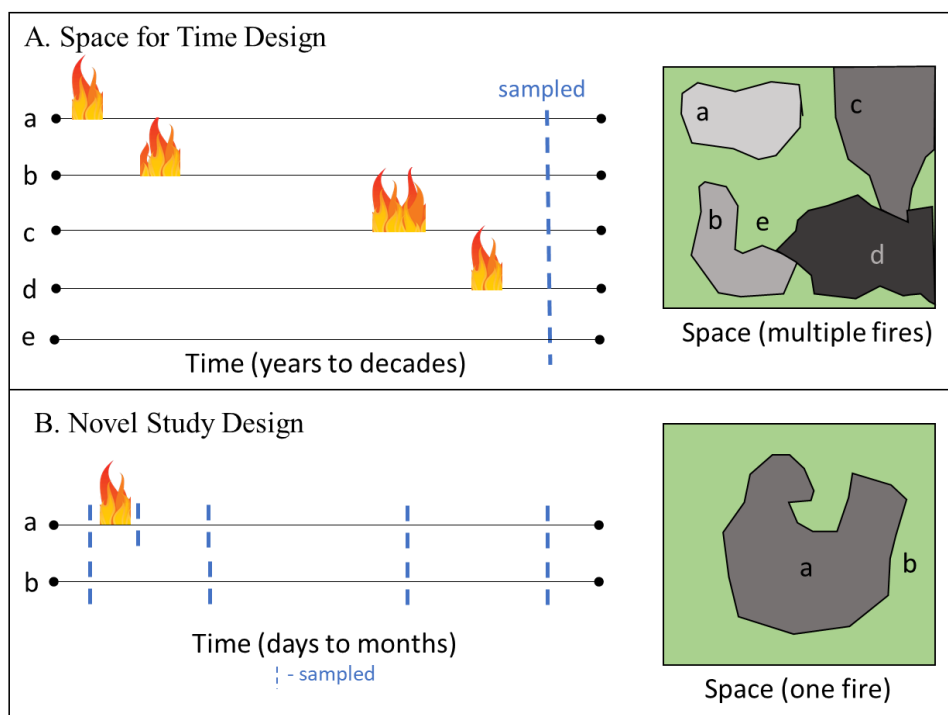 A. Space for Time Design
sampled
a
b
c
d
e
Time (years to decades)
a
c
b
e
d
Space (multiple fires)
B. Novel Study Design
a
b
Time (days to months)
- sampled
a
b
Space (one fire)